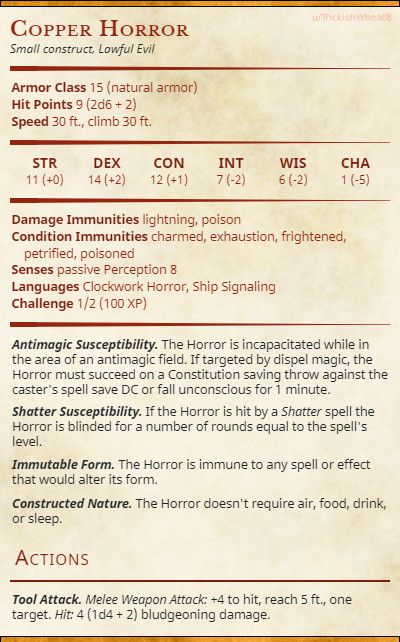 u/TrickishWheat8
Copper Horror
Small construct, Lawful Evil
Armor Class 15 (natural armor)
Hit Points 9 (2d6 + 2)
Speed 30 ft., climb 30 ft.
STR DEX CON INT WIS CHA
11 (+0) 14 (+2) 12 (+1) 7 (-2) 6 (-2) 1 (-5)
Damage Immunities lightning, poison
Condition Immunities charmed, exhaustion, frightened,
petrified, poisoned
Senses passive Perception 8
Languages Clockwork Horror, Ship Signaling
Challenge 1/2 (100 XP)
Antimagic Susceptibility. The Horror is incapacitated while in
the area of an antimagic field. If targeted by dispel magic, the
Horror must succeed on a Constitution saving throw against the
caster's spell save DC or fall unconscious for 1 minute.
Shatter Susceptibility. If the Horror is hit by a Shatter spell the
Horror is blinded for a number of rounds equal to the spell's
level.
Immutable Form. The Horror is immune to any spell or effect
that would alter its form.
Constructed Nature. The Horror doesn't require air, food, drink,
or sleep.
Actions
Tool Attack. Melee Weapon Attack: +4 to hit, reach 5 ft., one
target. Hit: 4 (1d4 + 2) bludgeoning damage.